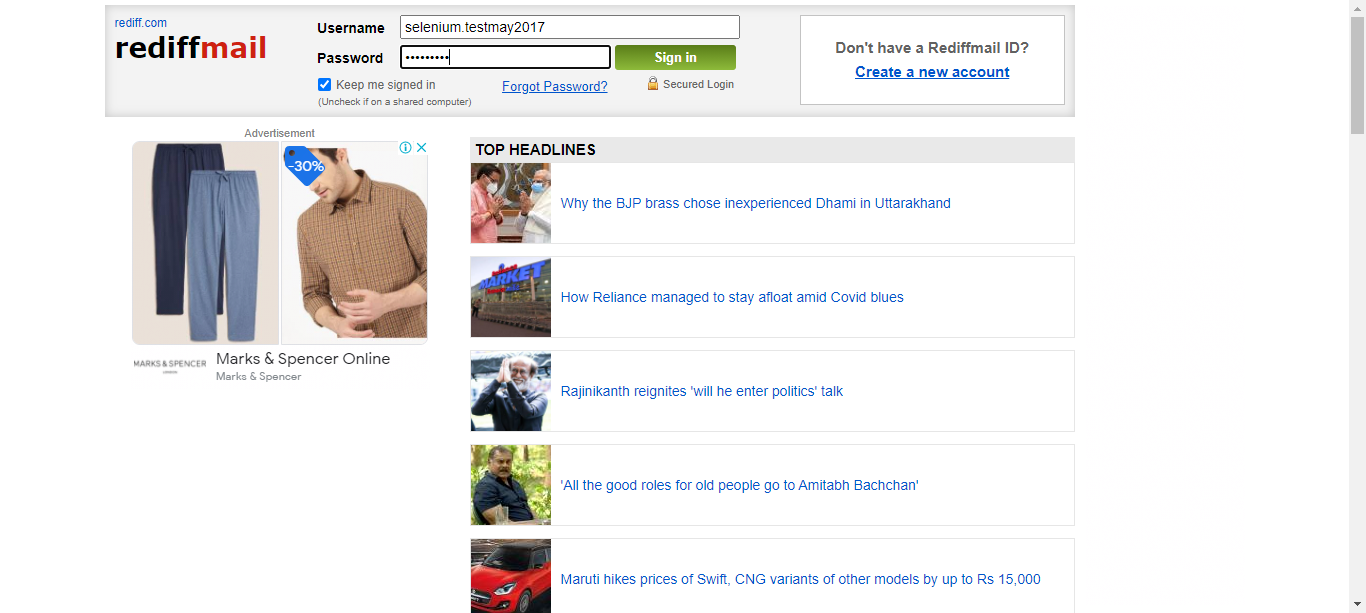 rediff.com
rediffmail
Username
selenium.testmay2017
Password
•••••••••
Sign in
Keep me signed in
(Uncheck if on a shared computer)
Forgot Password?
Secured Login
Don't have a Rediffmail ID?
Create a new account
Advertisement
-30%
MARKS & SPENCER
Marks & Spencer Online
Marks & Spencer
TOP HEADLINES
Why the BJP brass chose inexperienced Dhami in Uttarakhand
MARKET
How Reliance managed to stay afloat amid Covid blues
Rajinikanth reignites 'will he enter politics' talk
'All the good roles for old people go to Amitabh Bachchan'
Maruti hikes prices of Swift, CNG variants of other models by up to Rs 15,000